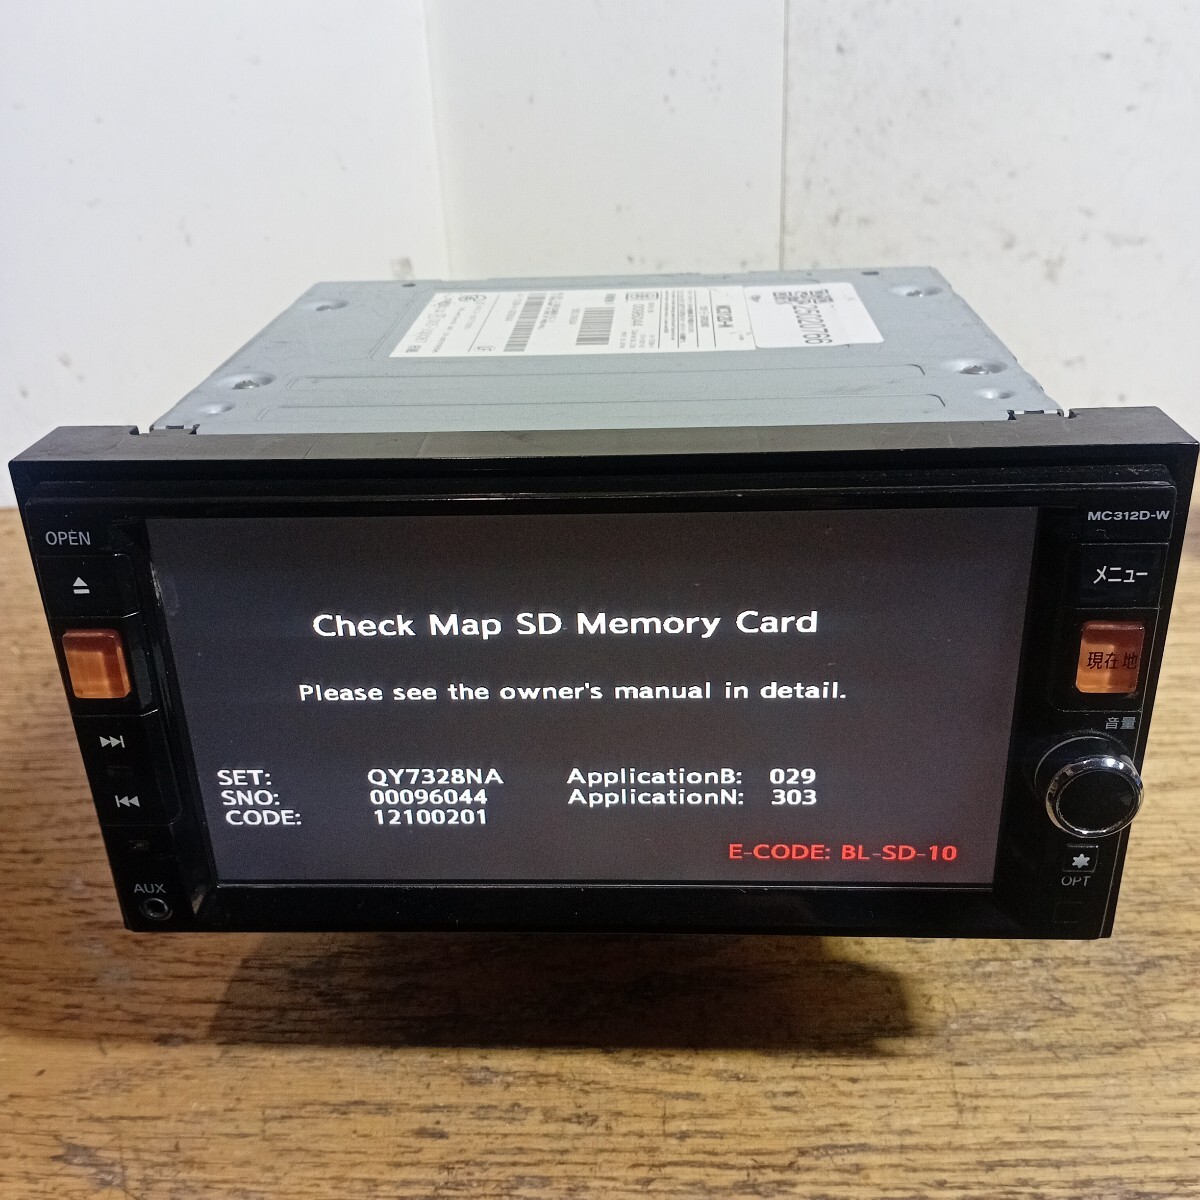 00096044
MC312D-W
OPEN
メニュー
現在地
音量
OPT
AUX
Check Map SD Memory Card
Please see the owner's manual in detail.
SET: QY7328NA ApplicationB: 029
SNO: 00096044 ApplicationN: 303
CODE: 12100201
E-CODE: BL-SD-10